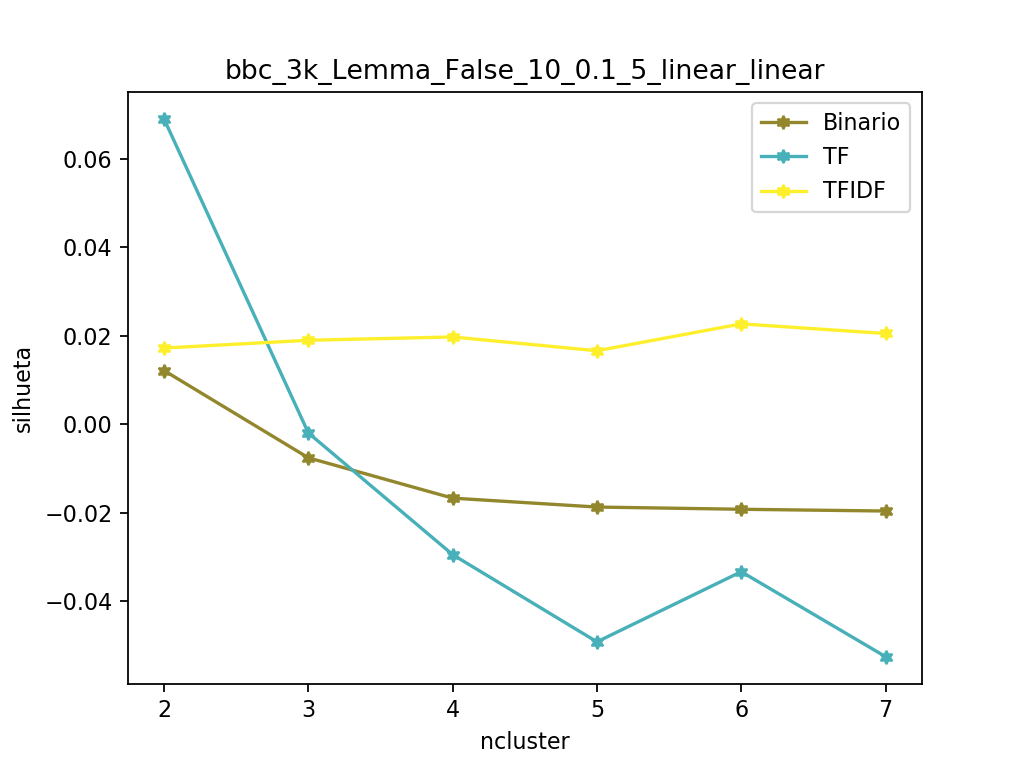 bbc_3k_Lemma_False_10_0.1_5_linear_linear
Binario
TF
TFIDF
0.06
0.04
0.02
0.00
−0.02
−0.04
silhueta
2 3 4 5 6 7
ncluster